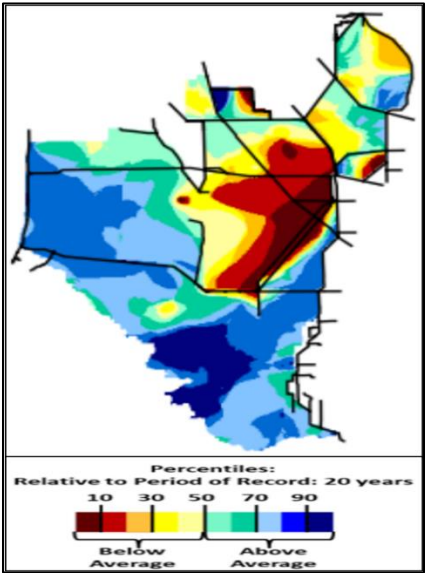 Percentiles:
Relative to Period of Record: 20 years
10 30 50 70 90
Below Above
Average Average